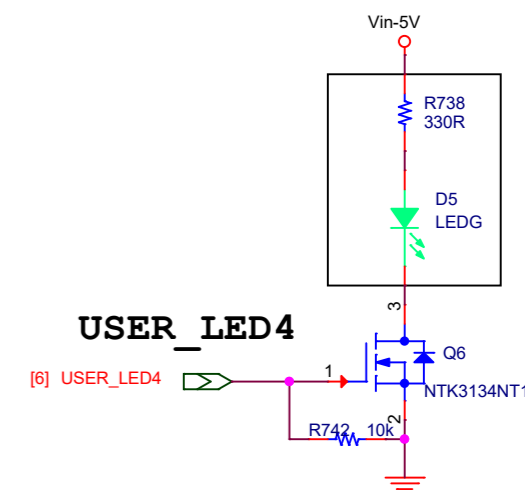 Vin-5V
R738
330R
D5
LEDG
3
USER_LED4
Q6
[6] USER_LED4
1
NTK3134NT1
2
R742 10k